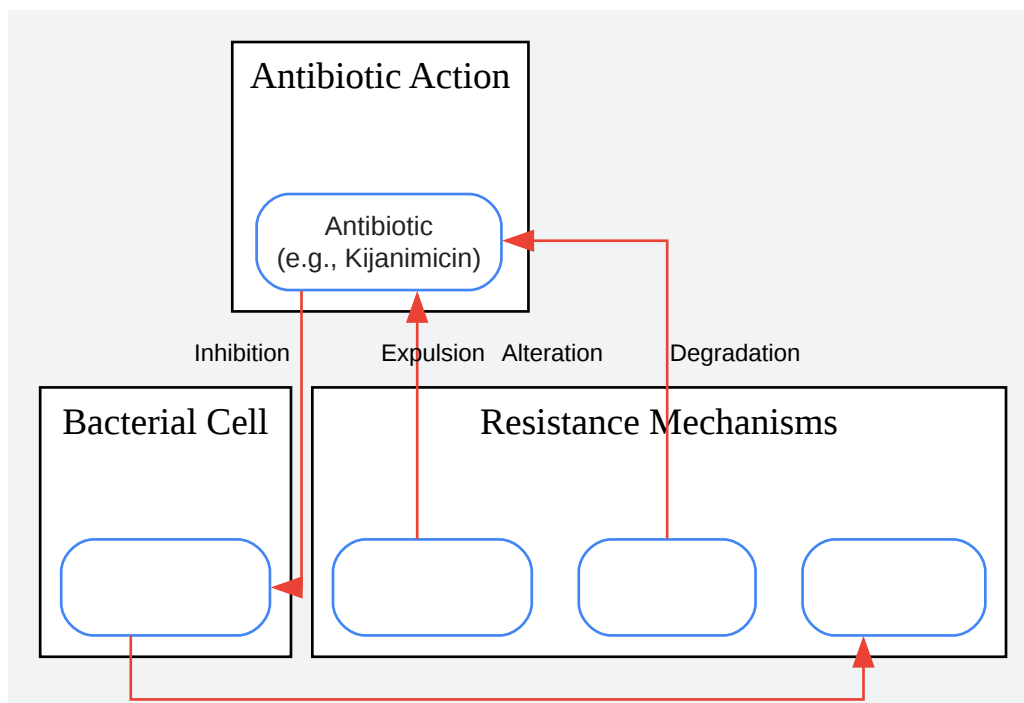 Antibiotic Action
Antibiotic
(e.g., Kijanimicin)
Inhibition
Expulsion
Alteration
Degradation
Bacterial Cell
Resistance Mechanisms